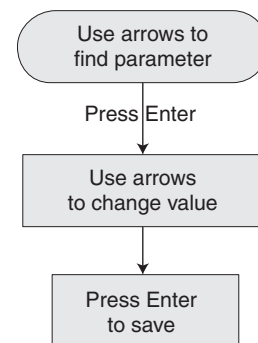 Use arrows to
find parameter
Press Enter
Use arrows
to change value
Press Enter
to save